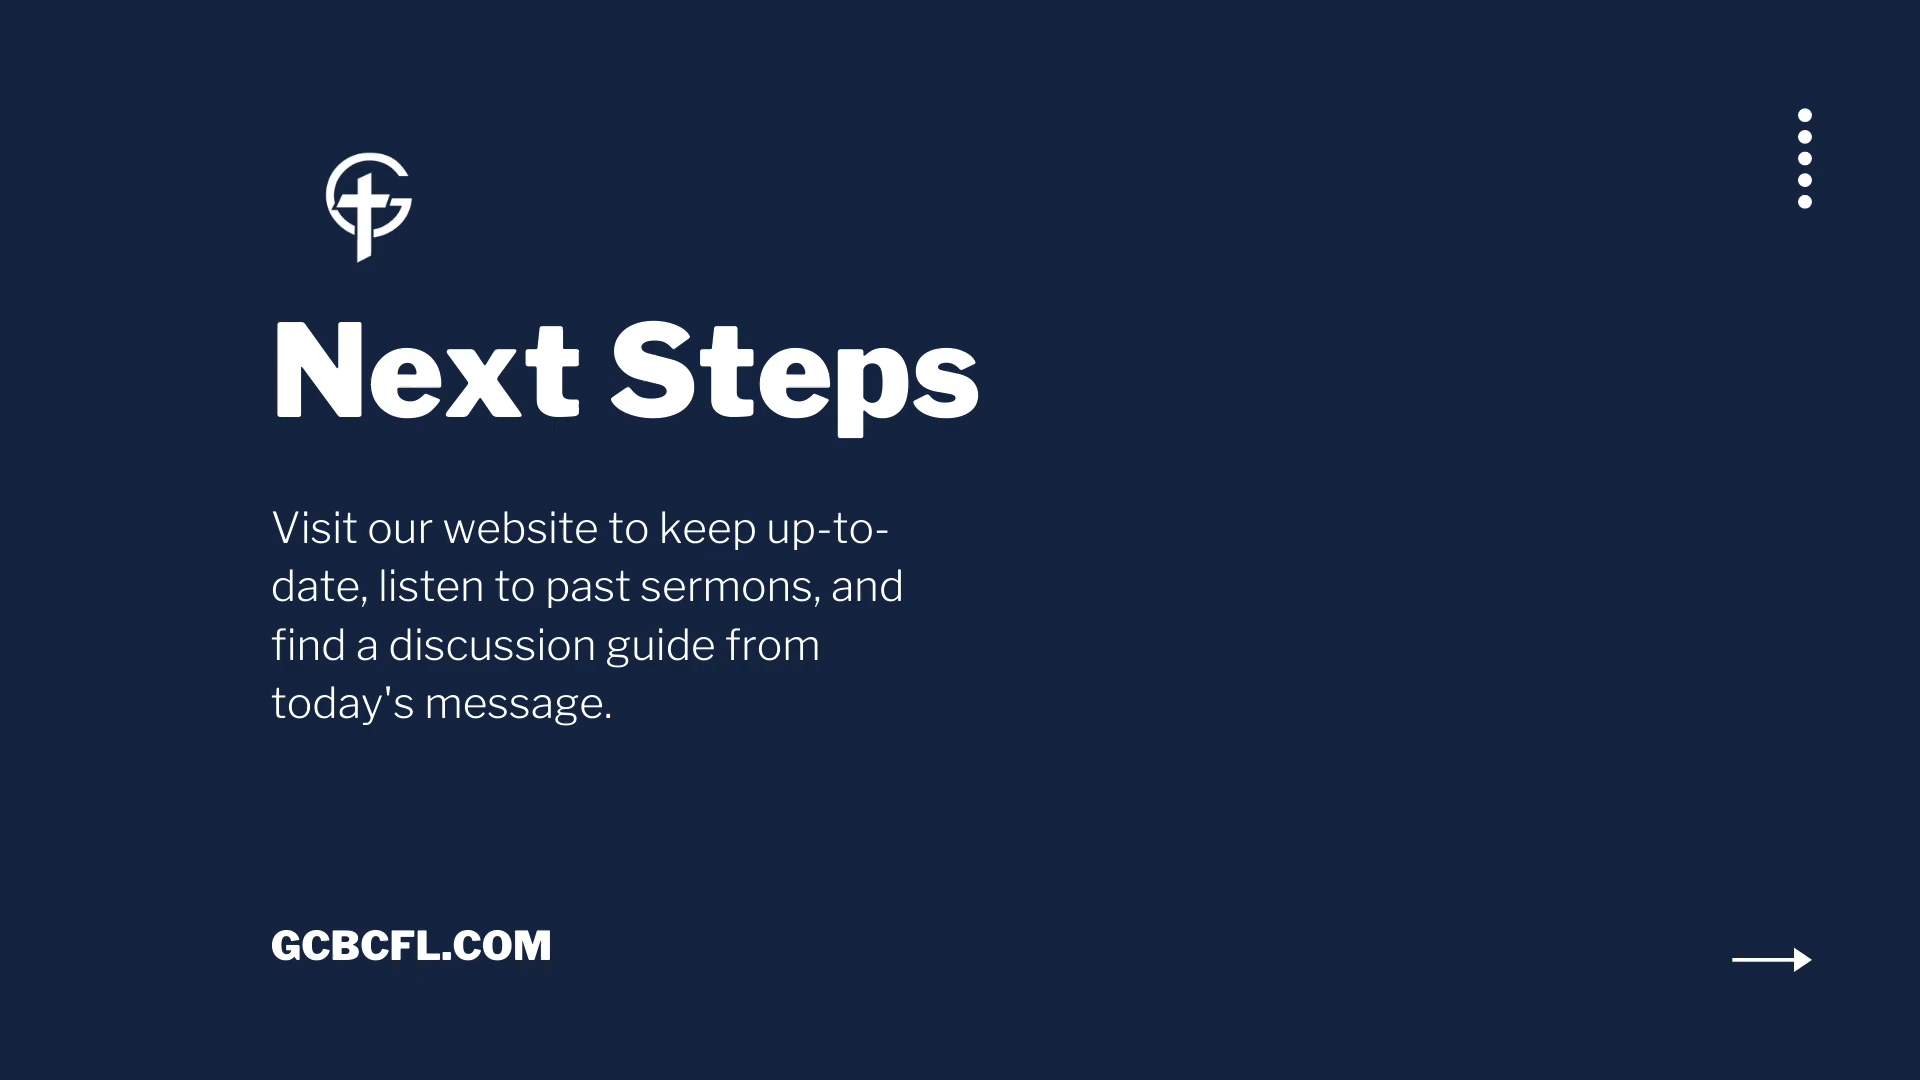 Next Steps
Visit our website to keep up-to-
date, listen to past sermons, and
find a discussion guide from
today's message.
GCBCFL.COM